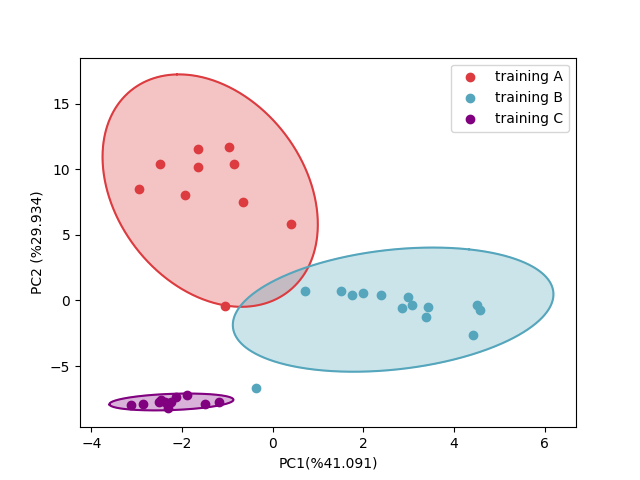 training A
training B
training C
15
10
5
0
−5
PC2 (%29.934)
−4
−2
0
2
4
6
PC1(%41.091)